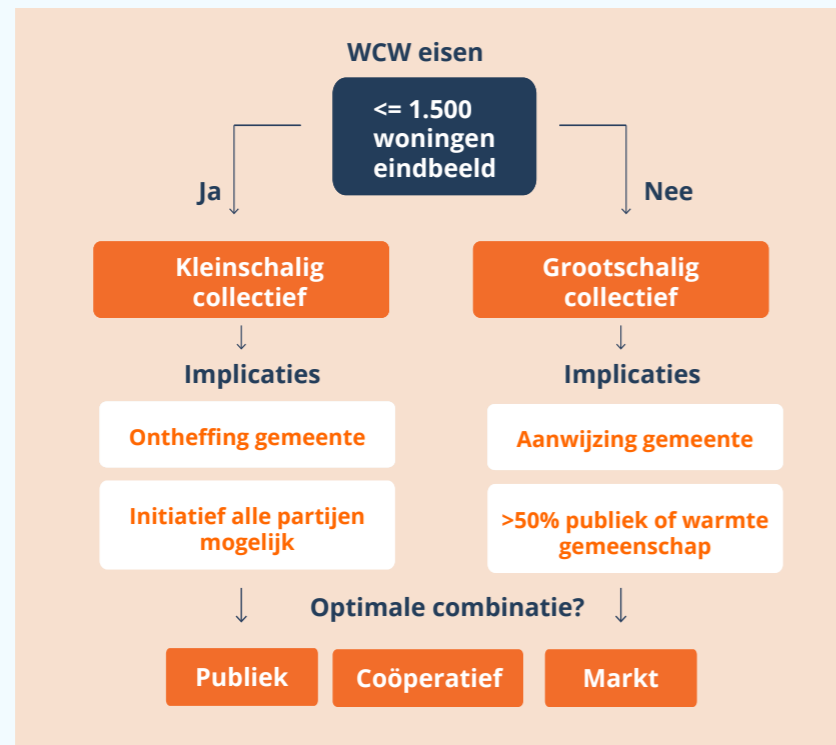 WCW eisen
<= 1.500
woningen
eindbeeld
Ja
Nee
Kleinschalig
collectief
Grootschalig
collectief
Implicaties
Implicaties
Ontheffing gemeente
Aanwijzing gemeente
Initiatief alle partijen
mogelijk
>50% publiek of warmte
gemeenschap
Optimale combinatie?
Publiek
Coöperatief
Markt